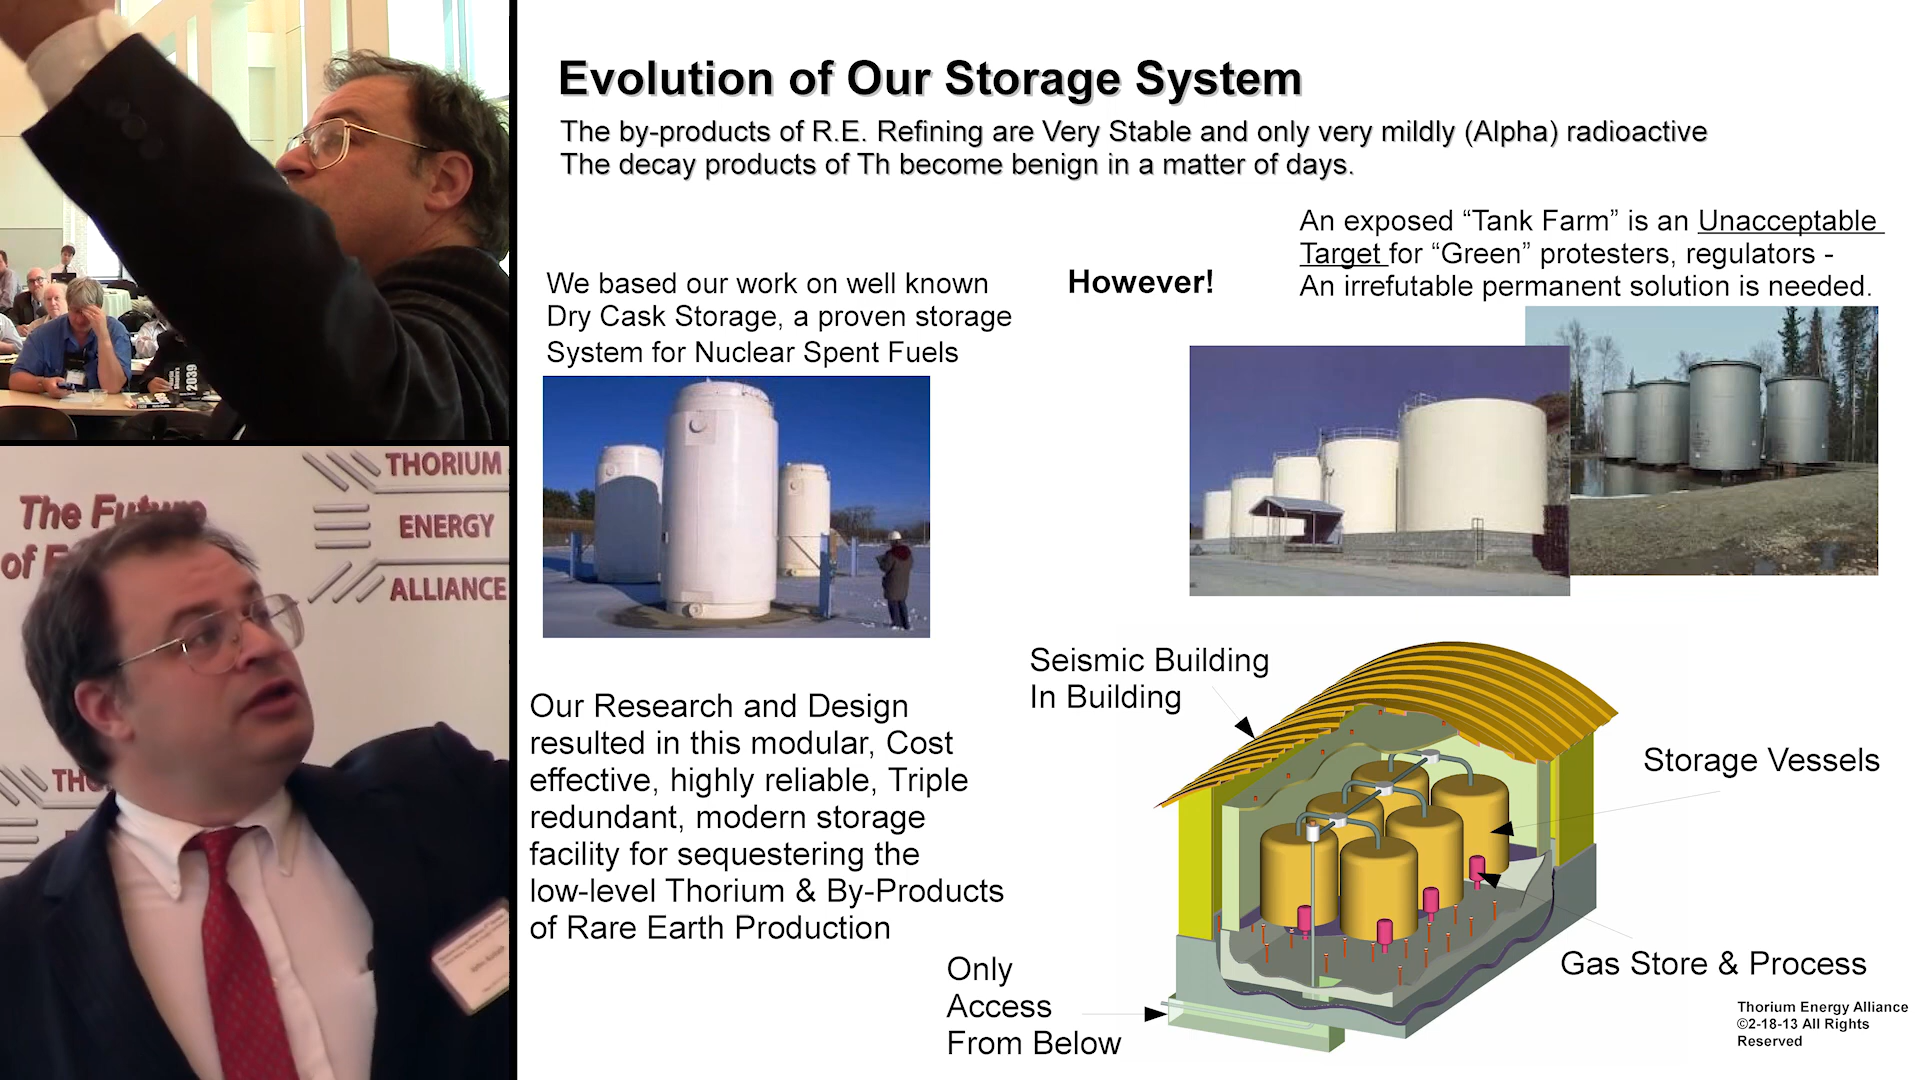 2039
The Future
of
THORIUM
ENERGY
ALLIANCE
TH
Evolution of Our Storage System
The by-products of R.E. Refining are Very Stable and only very mildly (Alpha) radioactive
The decay products of Th become benign in a matter of days.
We based our work on well known
Dry Cask Storage, a proven storage
System for Nuclear Spent Fuels
However!
An exposed “Tank Farm” is an Unacceptable
Target for “Green” protesters, regulators -
An irrefutable permanent solution is needed.
Our Research and Design
resulted in this modular, Cost
effective, highly reliable, Triple
redundant, modern storage
facility for sequestering the
low-level Thorium & By-Products
of Rare Earth Production
Seismic Building
In Building
Storage Vessels
Gas Store & Process
Only
Access
From Below
Thorium Energy Alliance
©2-18-13 All Rights
Reserved